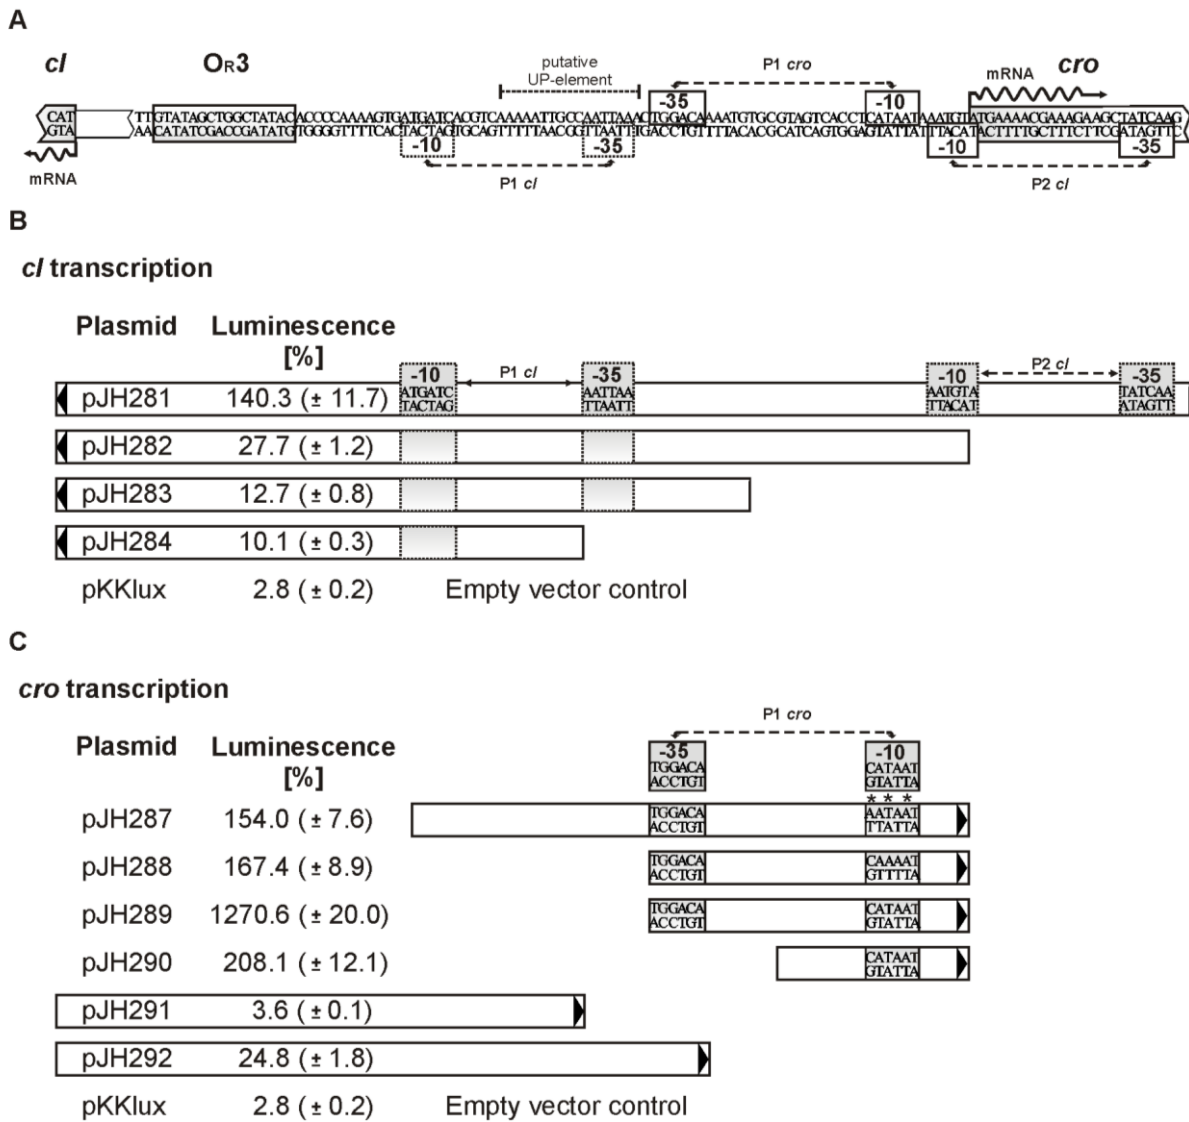 A
cI OR3 putative UP-element P1 cro mRNA cro
-35 -10
CAT TTGTATAGCTGGCTATACACCCCAAAAGTGATGATCACGTCAAAAATTGCCAATTAAACTGGACAAAATGTGCGTAGTCACCTCATAATAAATGTATGAAAACGAAAGAAGCTATCAAG
GTA AACATATCGACCGATATGTGGGGTTTTCACTACTAGTGCAGTTTTTAACGGTTAATTTGACCTGTTTTACACGCATCAGTGGAGTATTATTTACATACTTTTGCTTTCTTCGATAGTTC
-10 -35 -10 -35
mRNA P1 cI P2 cI
B
cI transcription
Plasmid Luminescence
[%]
-10 P1 cI -35 -10 P2 cI -35
pJH281 140.3 (± 11.7) ATGATC AATTAA AATGTA TATCAA
TACTAG TTAATT TTACAT ATAGTT
pJH282 27.7 (± 1.2)
pJH283 12.7 (± 0.8)
pJH284 10.1 (± 0.3)
pKKlux 2.8 (± 0.2) Empty vector control
C
cro transcription
P1 cro
Plasmid Luminescence
[%]
-35 -10
TGGACA CATAAT
ACCTGT GTATTA
* * *
pJH287 154.0 (± 7.6) TGGACA AATAAT
ACCTGT TTATTA
pJH288 167.4 (± 8.9) TGGACA CAAAAT
ACCTGT GTTTTA
pJH289 1270.6 (± 20.0) TGGACA CATAAT
ACCTGT GTATTA
pJH290 208.1 (± 12.1) CATAAT
GTATTA
pJH291 3.6 (± 0.1)
pJH292 24.8 (± 1.8)
pKKlux 2.8 (± 0.2) Empty vector control